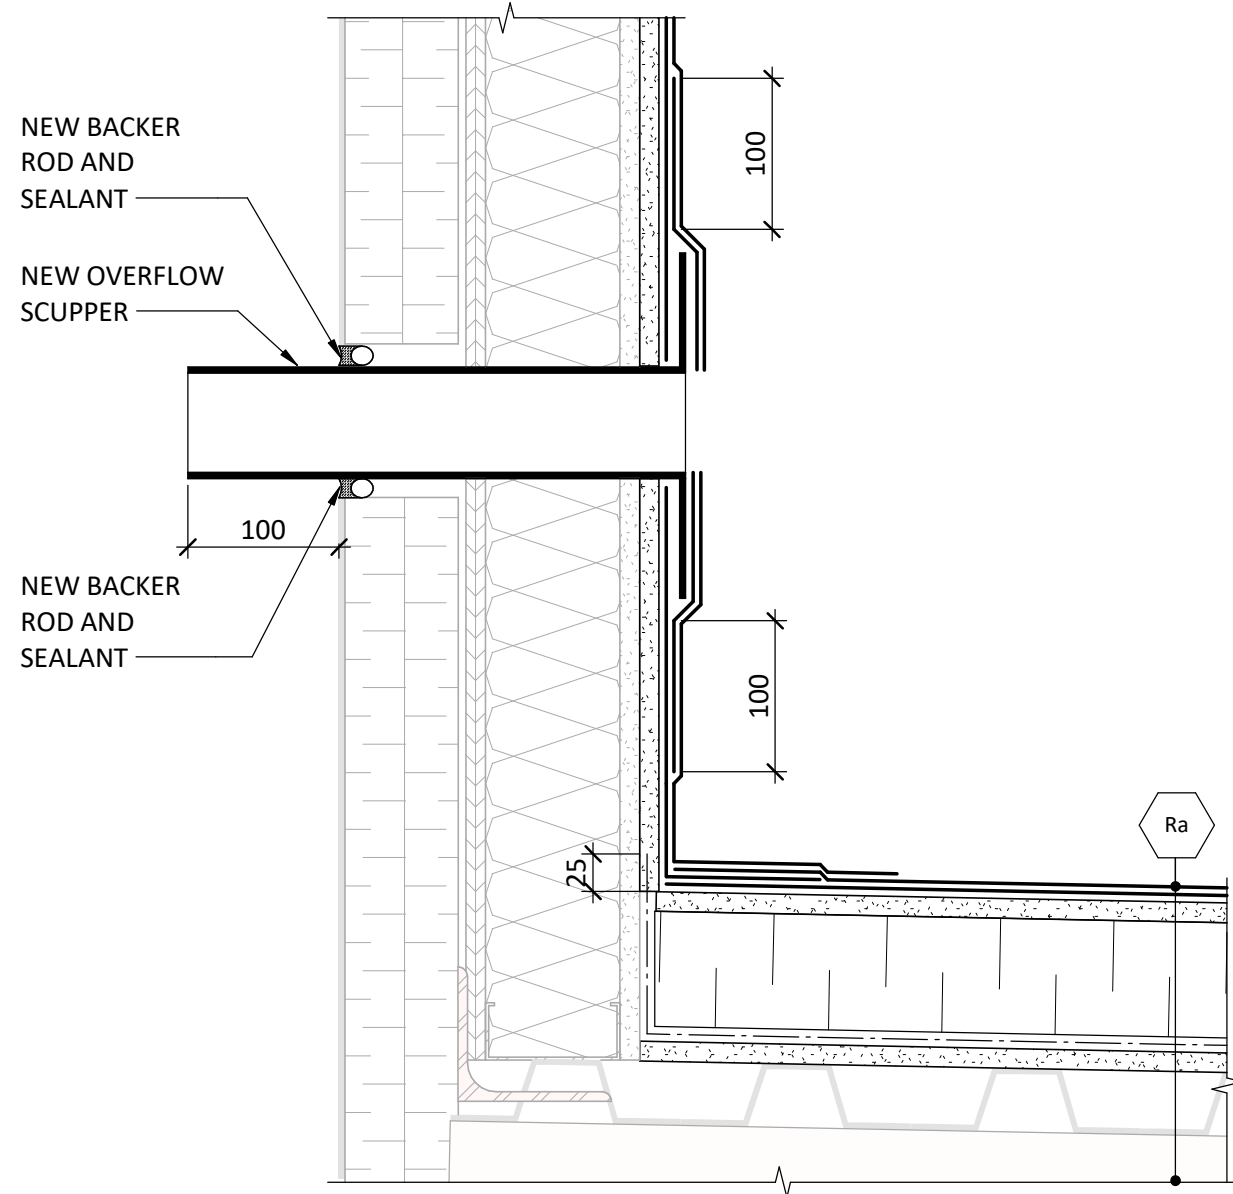 NEW BACKER
ROD AND
SEALANT
100
NEW OVERFLOW
SCUPPER
100
NEW BACKER
ROD AND
SEALANT
100
Ra
25